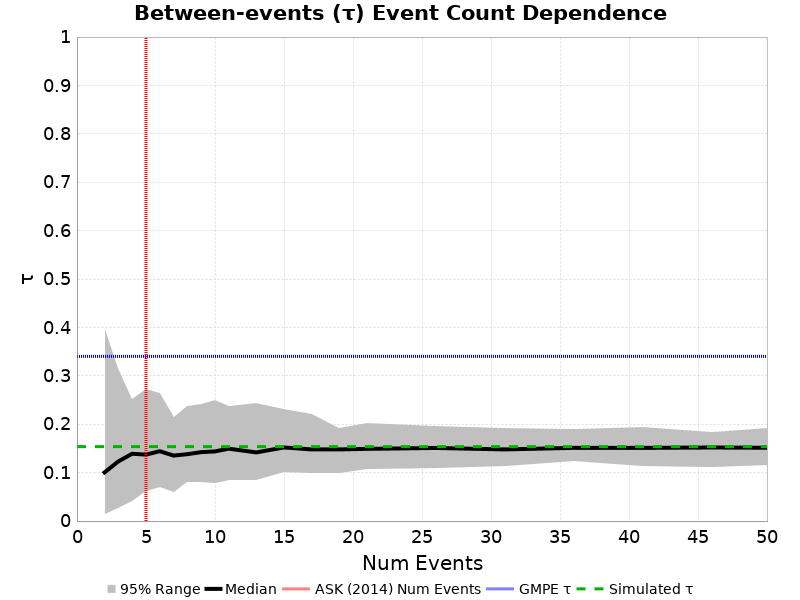 Between-events (τ) Event Count Dependence
1
0.9
0.8
0.7
0.6
0.5
0.4
0.3
0.2
0.1
0
τ
0 5 10 15 20 25 30 35 40 45 50
Num Events
95% Range Median ASK (2014) Num Events GMPE τ Simulated τ